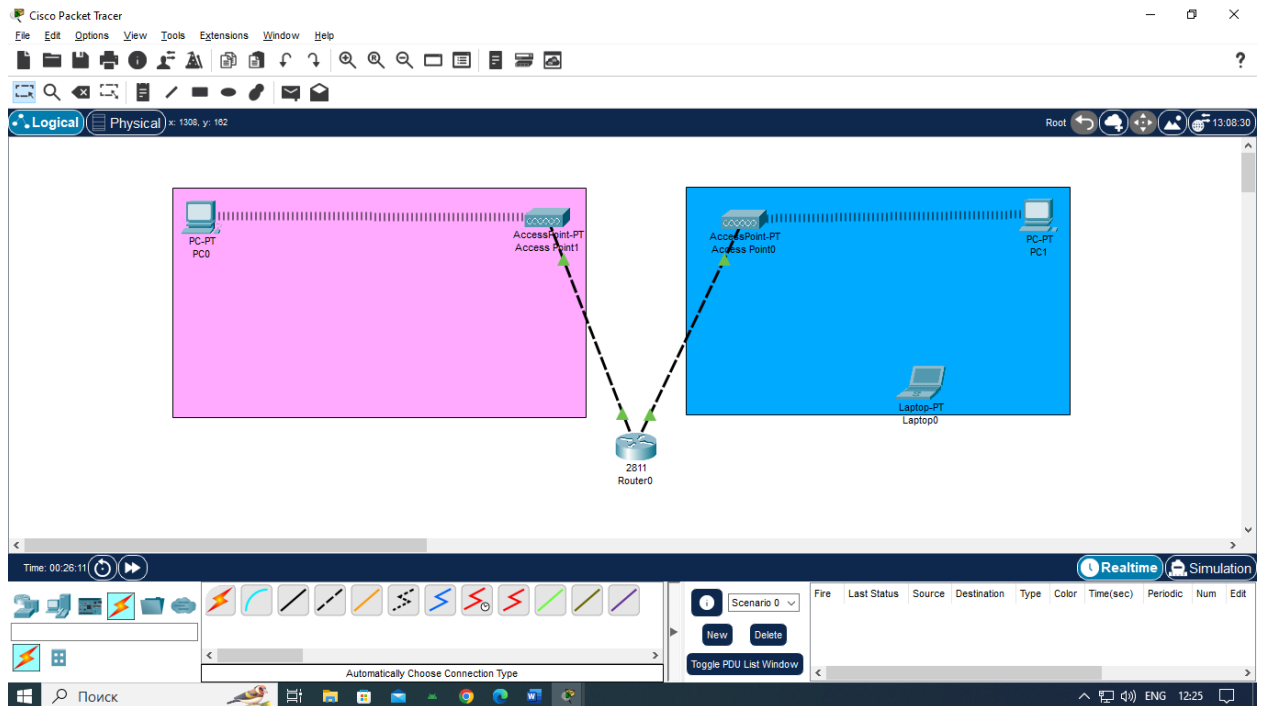 Cisco Packet Tracer
File Edit Options View Tools Extensions Window Help
?
Logical Physical x: 1308, y: 162 Root 13:08:30
PC-PT
PC0
AccessPoint-PT
Access Point1
AccessPoint-PT
Access Point0
PC-PT
PC1
Laptop-PT
Laptop0
2811
Router0
Time: 00:26:11 Realtime Simulation
Scenario 0
New Delete
Toggle PDU List Window
Fire Last Status Source Destination Type Color Time(sec) Periodic Num Edit
Automatically Choose Connection Type
Поиск ENG 12:25